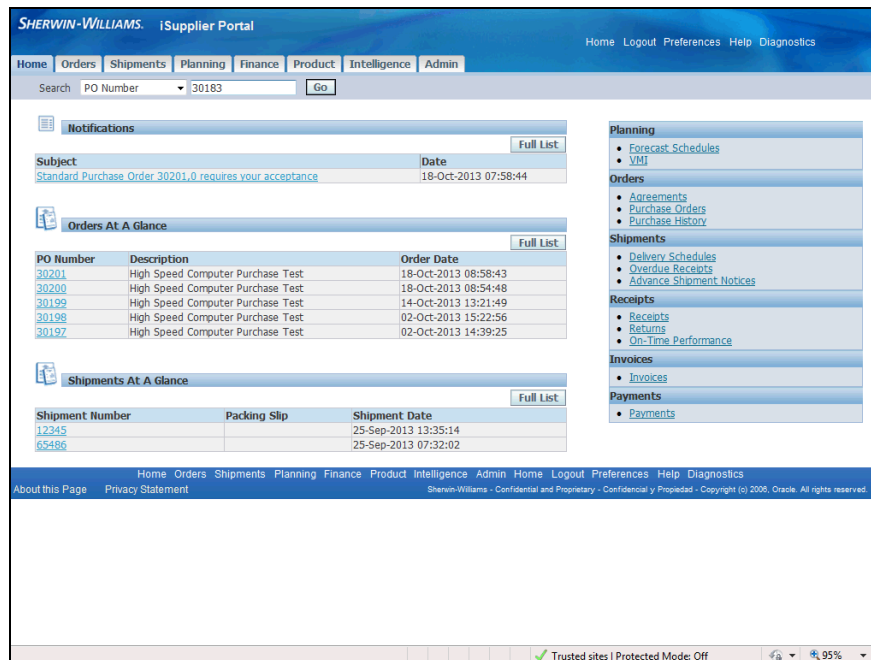 SHERWIN-WILLIAMS. iSupplier Portal
Home Logout Preferences Help Diagnostics
Home Orders Shipments Planning Finance Product Intelligence Admin
Search PO Number 30183 Go
Notifications
Full List
Subject Date
Standard Purchase Order 30201,0 requires your acceptance 18-Oct-2013 07:58:44
Orders At A Glance
Full List
PO Number Description Order Date
30201 High Speed Computer Purchase Test 18-Oct-2013 08:58:43
30200 High Speed Computer Purchase Test 18-Oct-2013 08:54:48
30199 High Speed Computer Purchase Test 14-Oct-2013 13:21:49
30198 High Speed Computer Purchase Test 02-Oct-2013 15:22:56
30197 High Speed Computer Purchase Test 02-Oct-2013 14:39:25
Shipments At A Glance
Full List
Shipment Number Packing Slip Shipment Date
12345 25-Sep-2013 13:35:14
65486 25-Sep-2013 07:32:02
Planning
Forecast Schedules
VMI
Orders
Agreements
Purchase Orders
Purchase History
Shipments
Delivery Schedules
Overdue Receipts
Advance Shipment Notices
Receipts
Receipts
Returns
On-Time Performance
Invoices
Invoices
Payments
Payments
Home Orders Shipments Planning Finance Product Intelligence Admin Home Logout Preferences Help Diagnostics
About this Page Privacy Statement Sherwin-Williams - Confidential and Proprietary - Confidencial y Propiedad - Copyright (c) 2006, Oracle. All rights reserved.
Trusted sites | Protected Mode: Off 95%